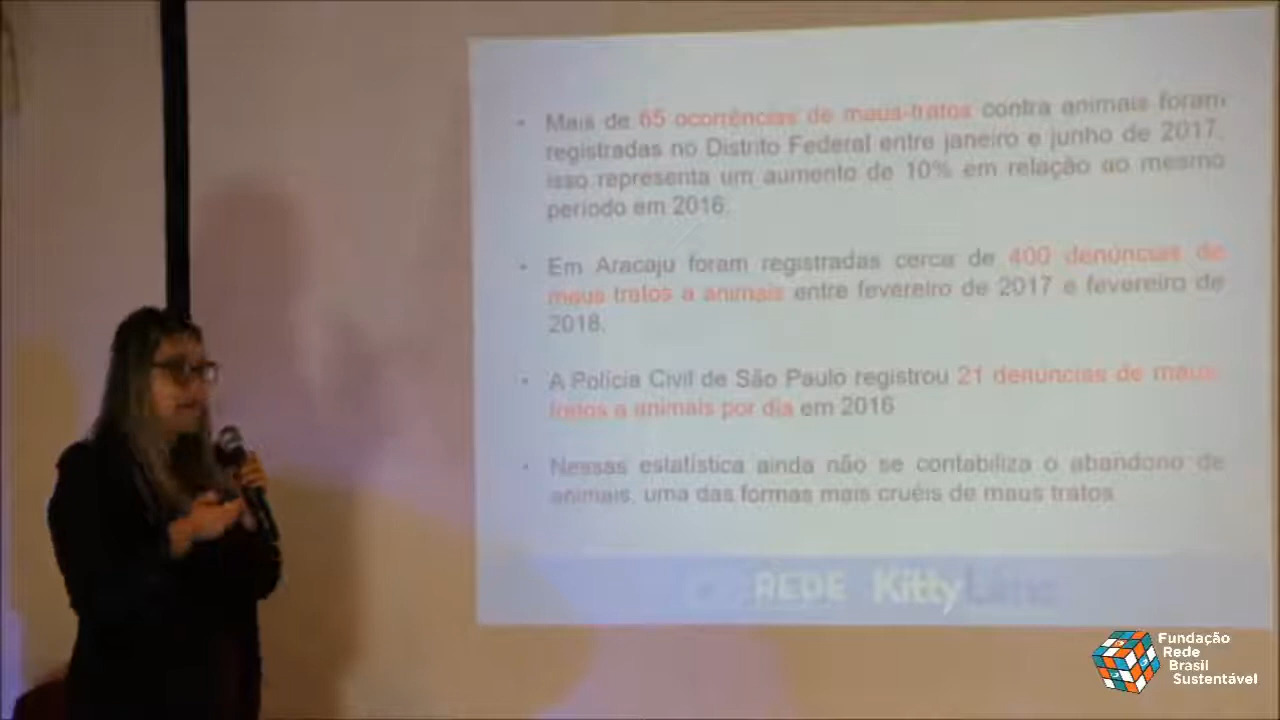 • Mais de 65 ocorrências de maus-tratos contra animais foram
registradas no Distrito Federal entre janeiro e junho de 2017,
isso representa um aumento de 10% em relação ao mesmo
período em 2016.
• Em Aracaju foram registradas cerca de 400 denúncias de
maus tratos a animais entre fevereiro de 2017 e fevereiro de
2018.
• A Polícia Civil de São Paulo registrou 21 denúncias de maus
tratos a animais por dia em 2016
• Nessas estatística ainda não se contabiliza o abandono de
animais, uma das formas mais cruéis de maus tratos
REDE KittyLima
Fundação
Rede
Brasil
Sustentável